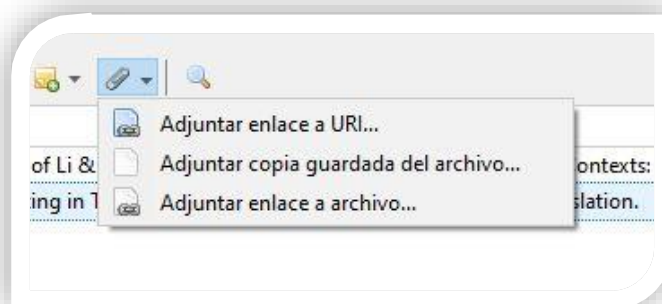 Adjuntar enlace a URI...
of Li &
Adjuntar copia guardada del archivo...
ontexts:
ing in T
Adjuntar enlace a archivo...
slation.